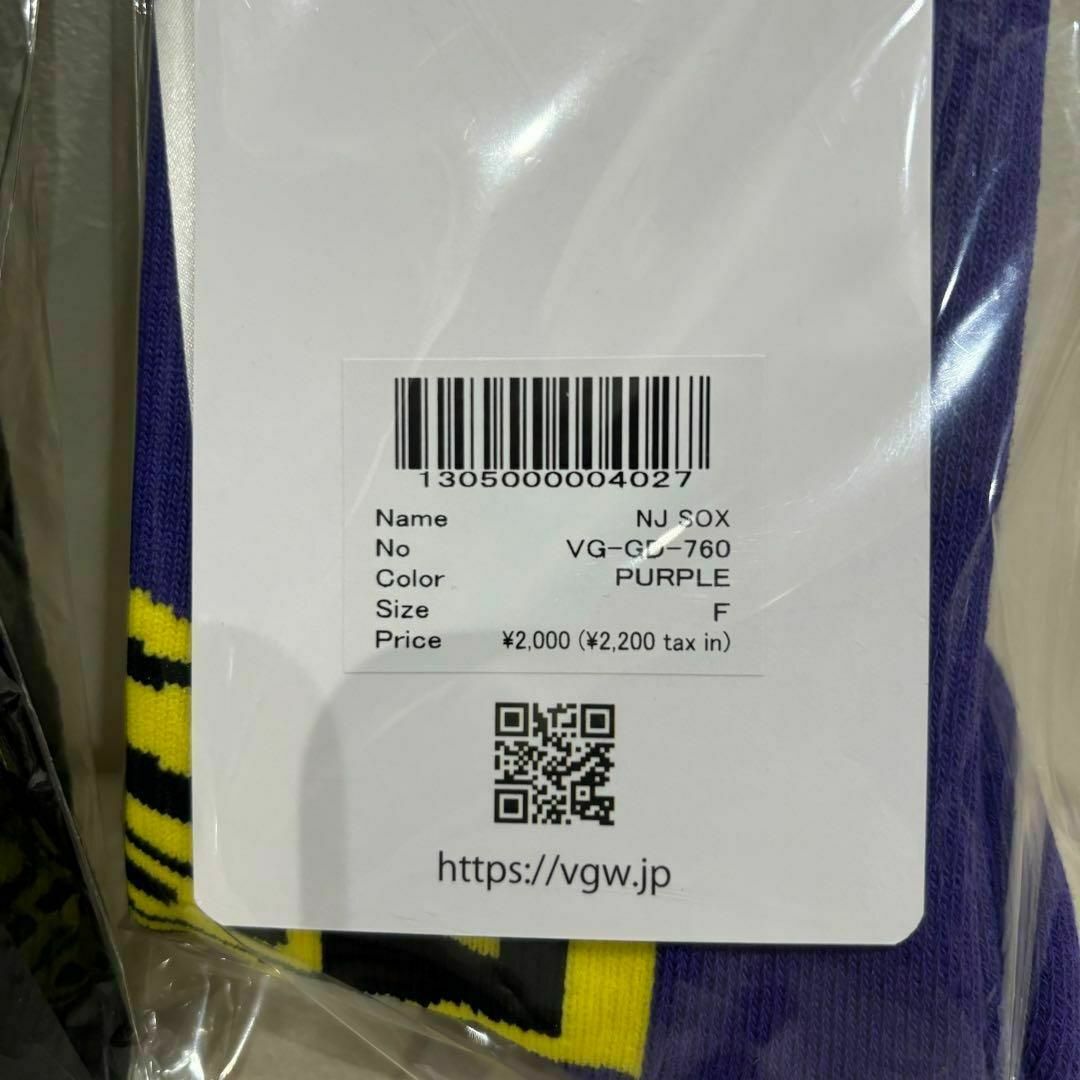 1305000004027
Name NJ SOX
No VG-GD-760
Color PURPLE
Size F
Price ¥2,000 (¥2,200 tax in)
https://vgw.jp